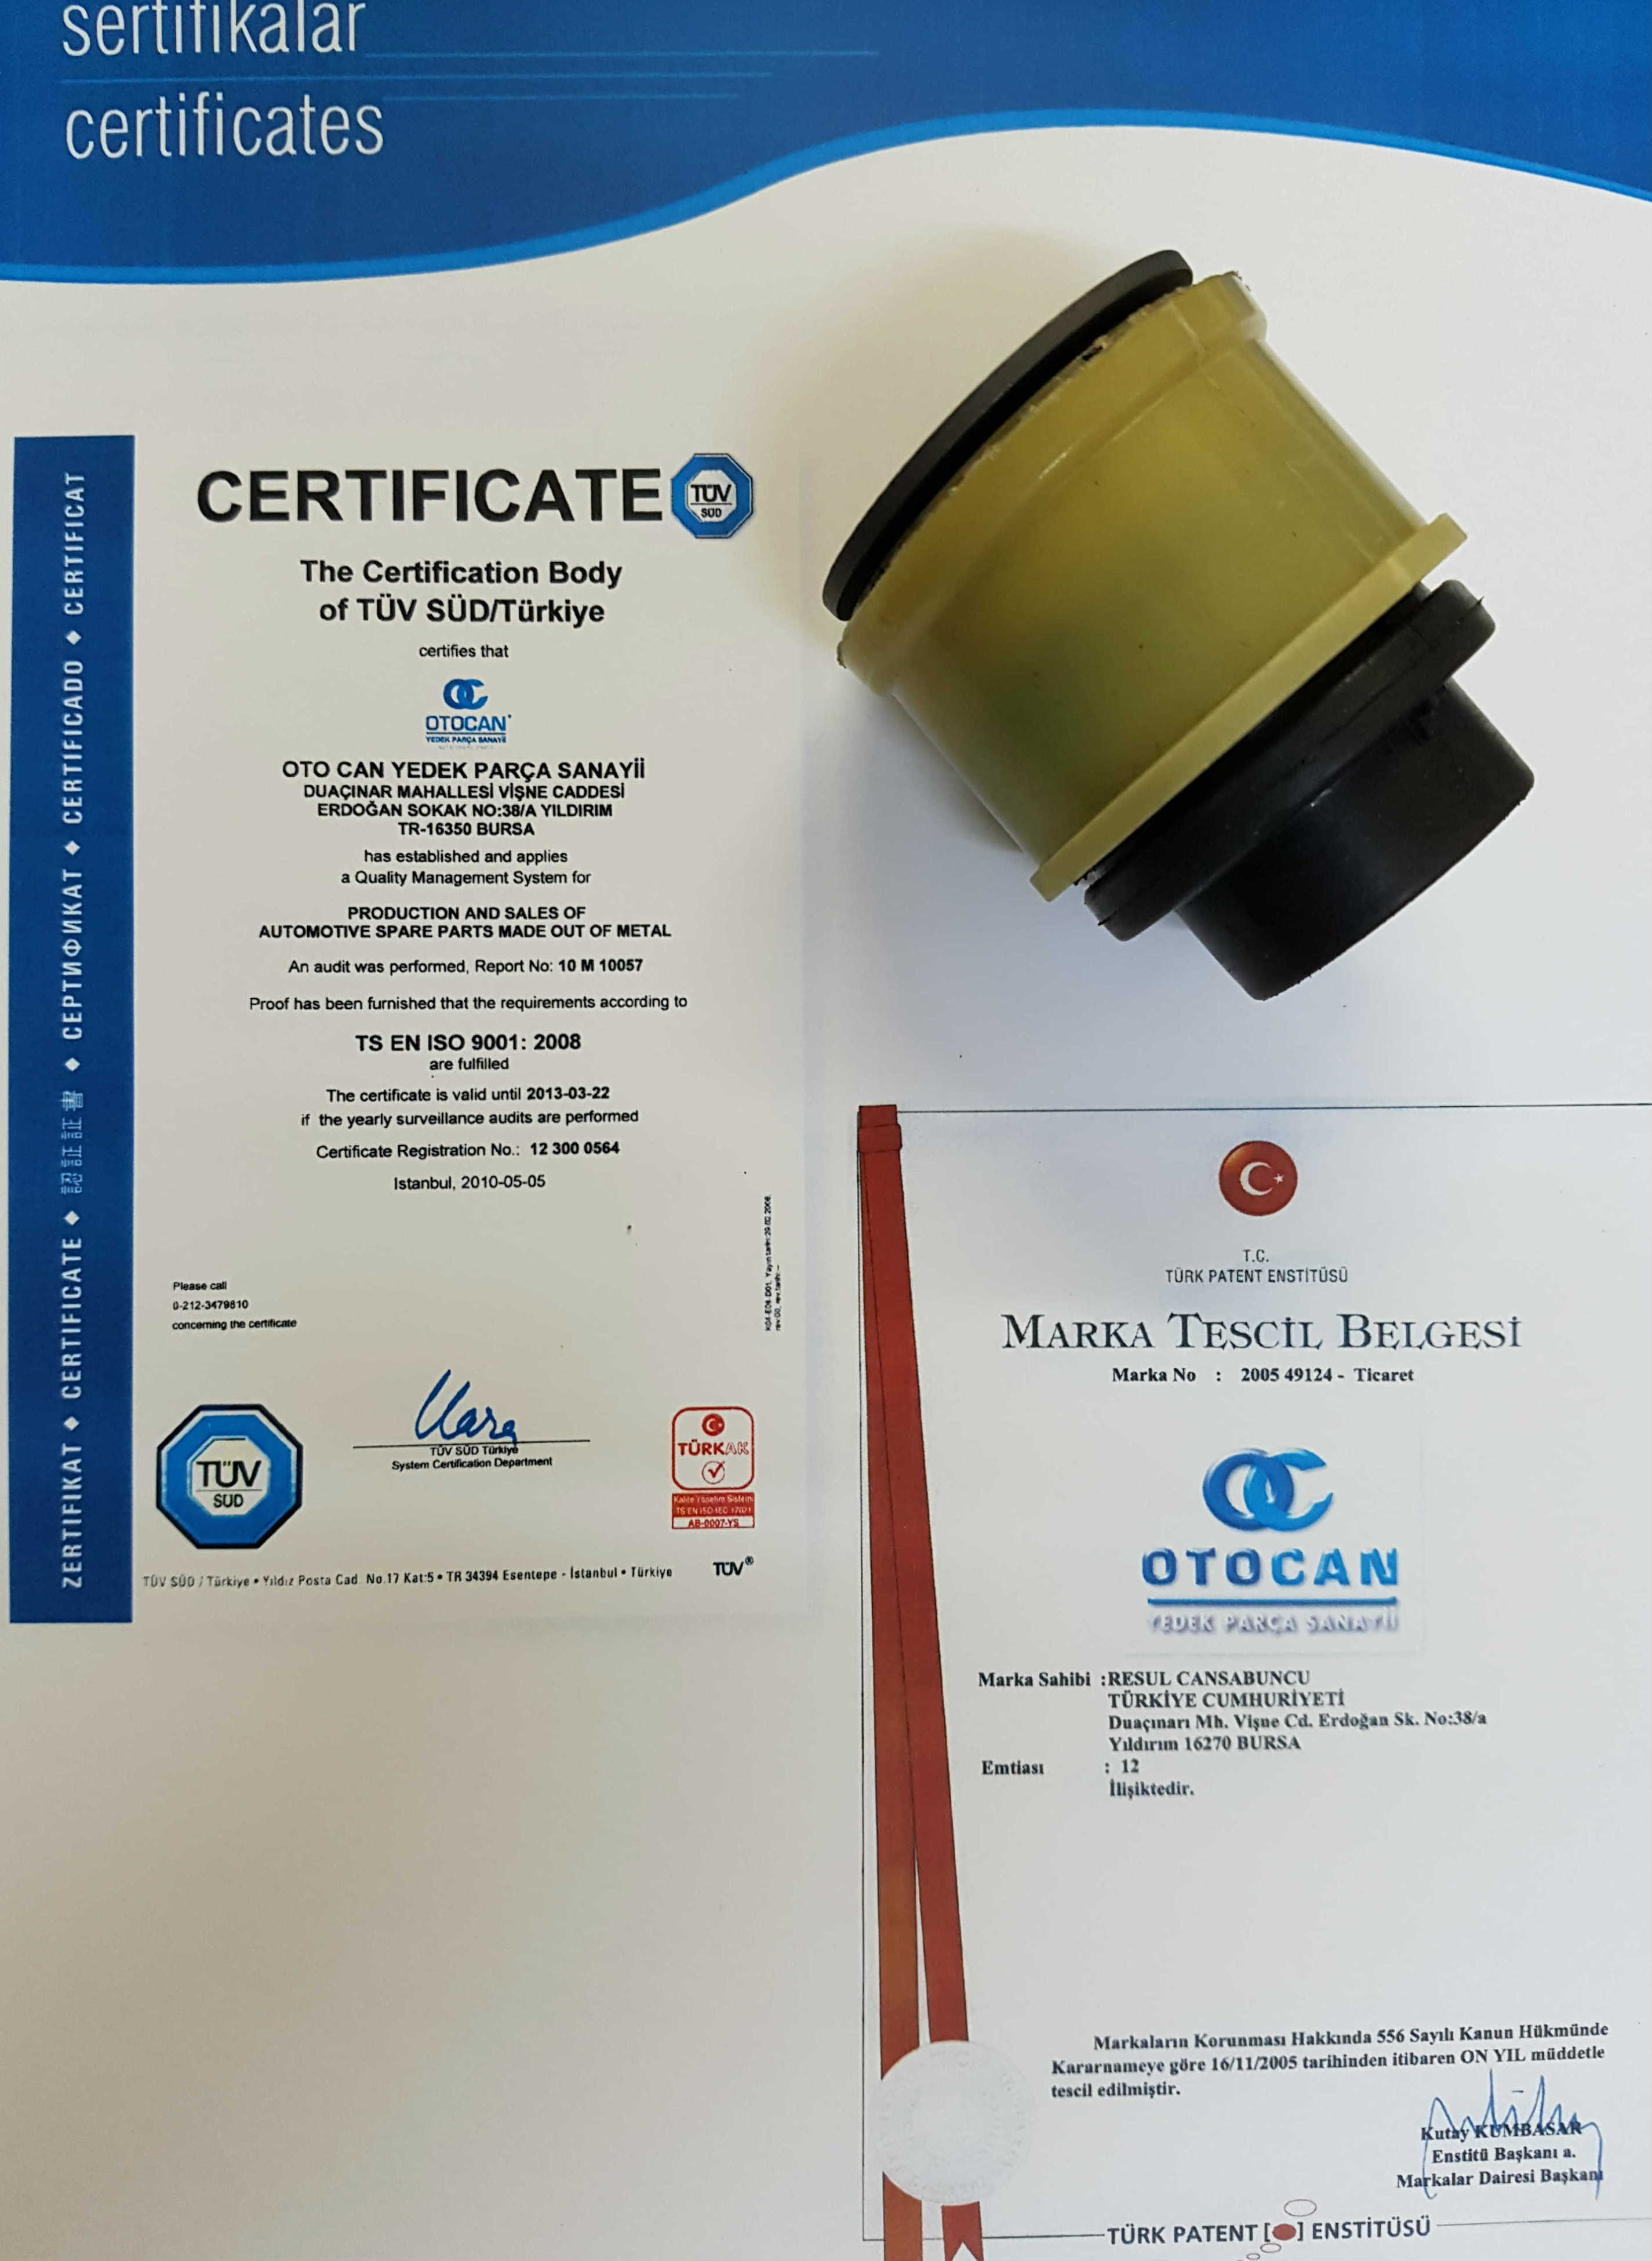 sertifikalar
certificates
ZERTIFIKAT ◆ CERTIFICATE ◆ 認証証書 ◆ СЕРТИФИКАТ ◆ CERTIFICADO ◆ CERTIFICAT
CERTIFICATE
TÜV
SÜD
The Certification Body
of TÜV SÜD/Türkiye
certifies that
OTOCAN
YEDEK PARÇA SANAYİİ
OTO CAN YEDEK PARÇA SANAYİİ
DUAÇINAR MAHALLESİ VİŞNE CADDESİ
ERDOĞAN SOKAK NO:38/A YILDIRIM
TR-16350 BURSA
has established and applies
a Quality Management System for
PRODUCTION AND SALES OF
AUTOMOTIVE SPARE PARTS MADE OUT OF METAL
An audit was performed, Report No: 10 M 10057
Proof has been furnished that the requirements according to
TS EN ISO 9001: 2008
are fulfilled
The certificate is valid until 2013-03-22
if the yearly surveillance audits are performed
Certificate Registration No.: 12 300 0564
Istanbul, 2010-05-05
Please call
0-212-3479810
concerning the certificate
TÜV SÜD Türkiye
System Certification Department
TÜV
SÜD
TÜRKAK
Kalite Yönetim Sistem
TS EN ISO IEC 17021
AB-0007-YS
TÜV SÜD / Türkiye • Yıldız Posta Cad. No.17 Kat:5 • TR 34394 Esentepe - İstanbul • Türkiye
TÜV®
T.C.
TÜRK PATENT ENSTİTÜSÜ
MARKA TESCİL BELGESİ
Marka No : 2005 49124 - Ticaret
OTOCAN
YEDEK PARÇA SANAYİİ
Marka Sahibi :RESUL CANSABUNCU
TÜRKİYE CUMHURİYETİ
Duaçınarı Mh. Vişne Cd. Erdoğan Sk. No:38/a
Yıldırım 16270 BURSA
Emtiası : 12
İlişiktedir.
Markaların Korunması Hakkında 556 Sayılı Kanun Hükmünde
Kararnameye göre 16/11/2005 tarihinden itibaren ON YIL müddetle
tescil edilmiştir.
Kutay KUMBASAR
Enstitü Başkanı a.
Markalar Dairesi Başkanı
TÜRK PATENT [ ] ENSTİTÜSÜ